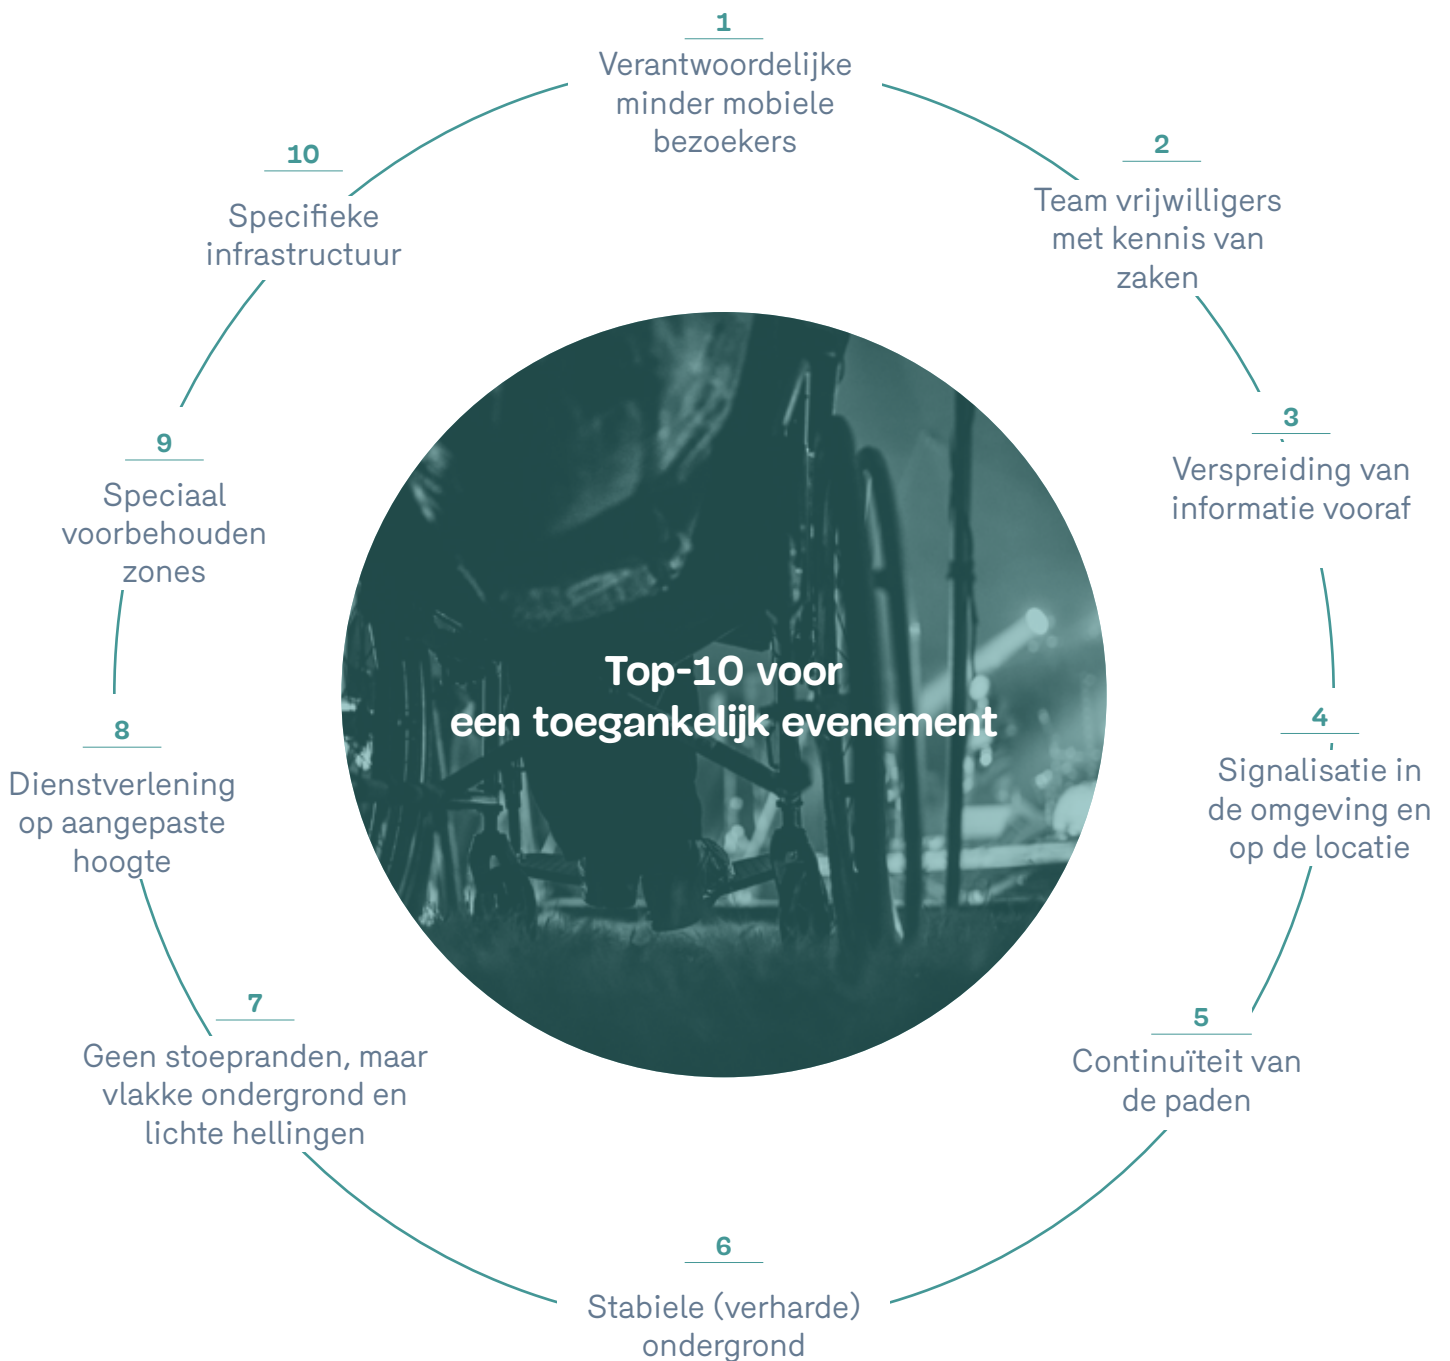 1
Verantwoordelijke
minder mobiele
bezoekers
2
Team vrijwilligers
met kennis van
zaken
3
Verspreiding van
informatie vooraf
4
Signalisatie in
de omgeving en
op de locatie
5
Continuïteit van
de paden
6
Stabiele (verharde)
ondergrond
7
Geen stoepranden, maar
vlakke ondergrond en
lichte hellingen
8
Dienstverlening
op aangepaste
hoogte
9
Speciaal
voorbehouden
zones
10
Specifieke
infrastructuur
Top-10 voor
een toegankelijk evenement